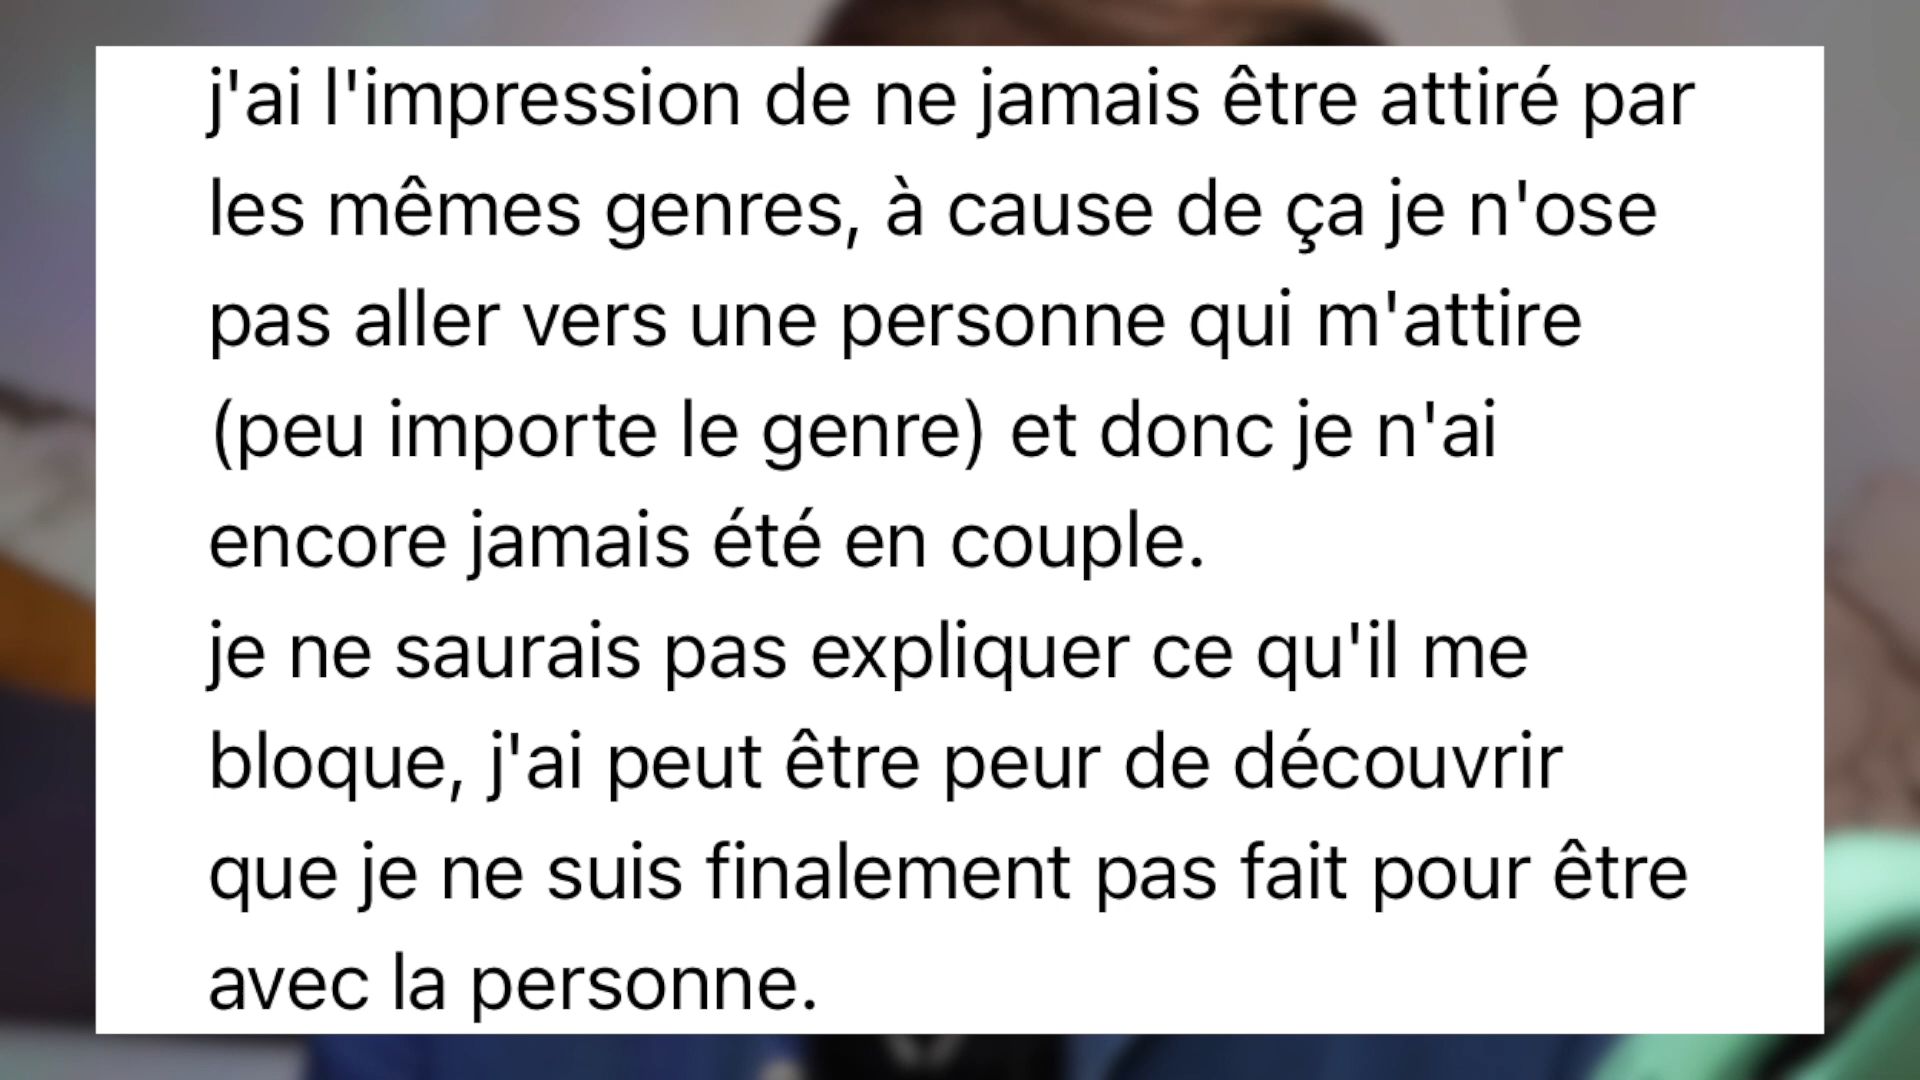 j'ai l'impression de ne jamais être attiré par
les mêmes genres, à cause de ça je n'ose
pas aller vers une personne qui m'attire
(peu importe le genre) et donc je n'ai
encore jamais été en couple.
je ne saurais pas expliquer ce qu'il me
bloque, j'ai peut être peur de découvrir
que je ne suis finalement pas fait pour être
avec la personne.